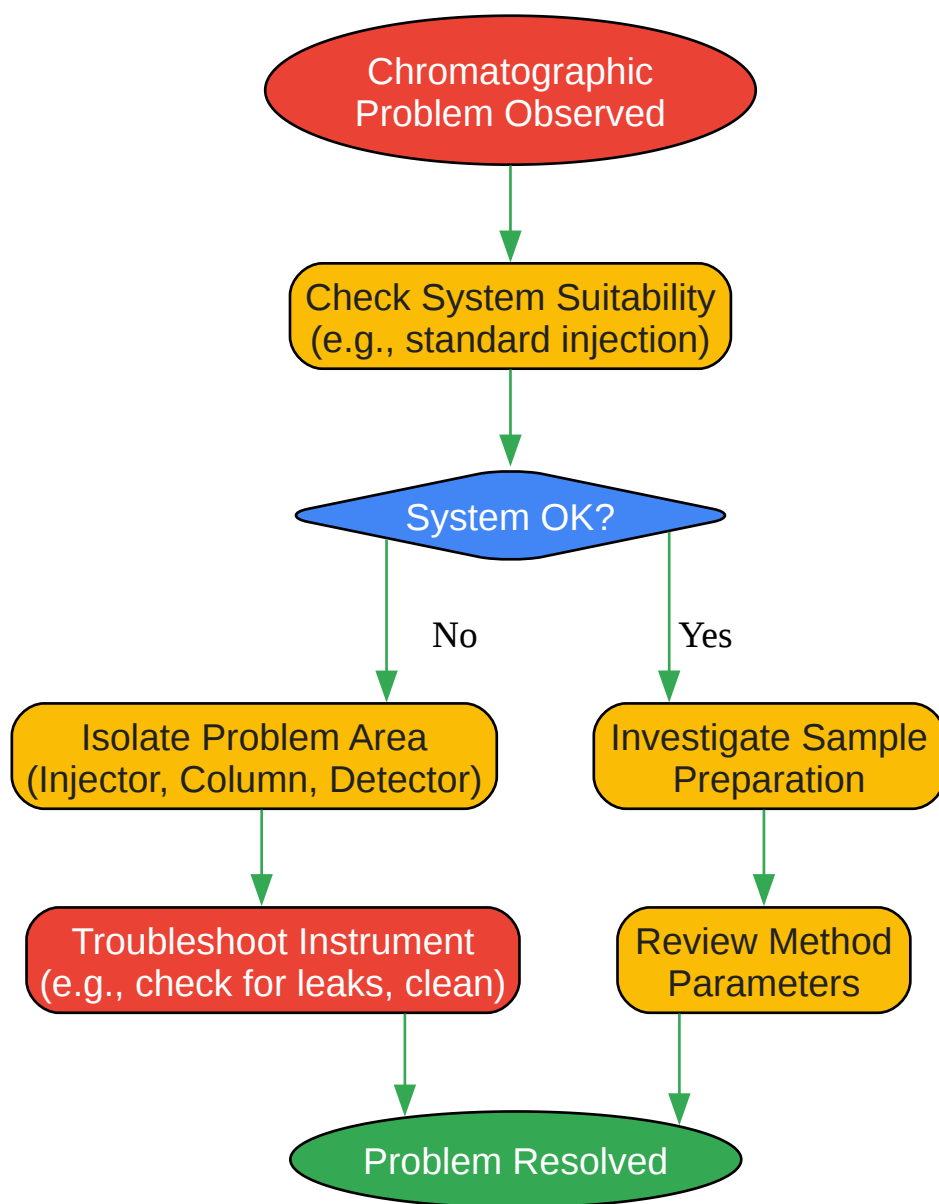 Chromatographic
Problem Observed
Check System Suitability
(e.g., standard injection)
System OK?
No
Yes
Isolate Problem Area
(Injector, Column, Detector)
Investigate Sample
Preparation
Troubleshoot Instrument
(e.g., check for leaks, clean)
Review Method
Parameters
Problem Resolved